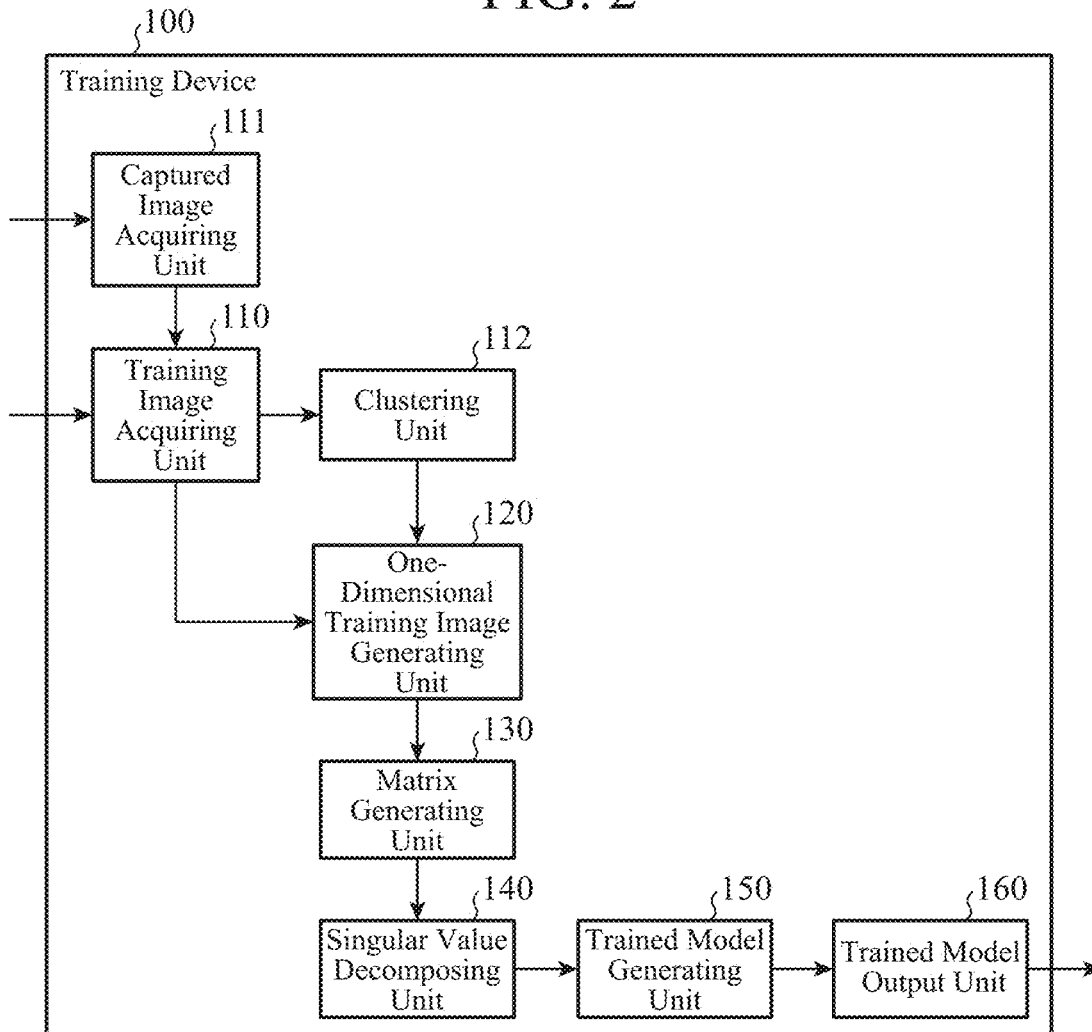 FIG. 2
100
Training Device
111
Captured
Image
Acquiring
Unit
110
Training
Image
Acquiring
Unit
112
Clustering
Unit
120
One-
Dimensional
Training Image
Generating
Unit
130
Matrix
Generating
Unit
140
Singular Value
Decomposing
Unit
150
Trained Model
Generating
Unit
160
Trained Model
Output Unit